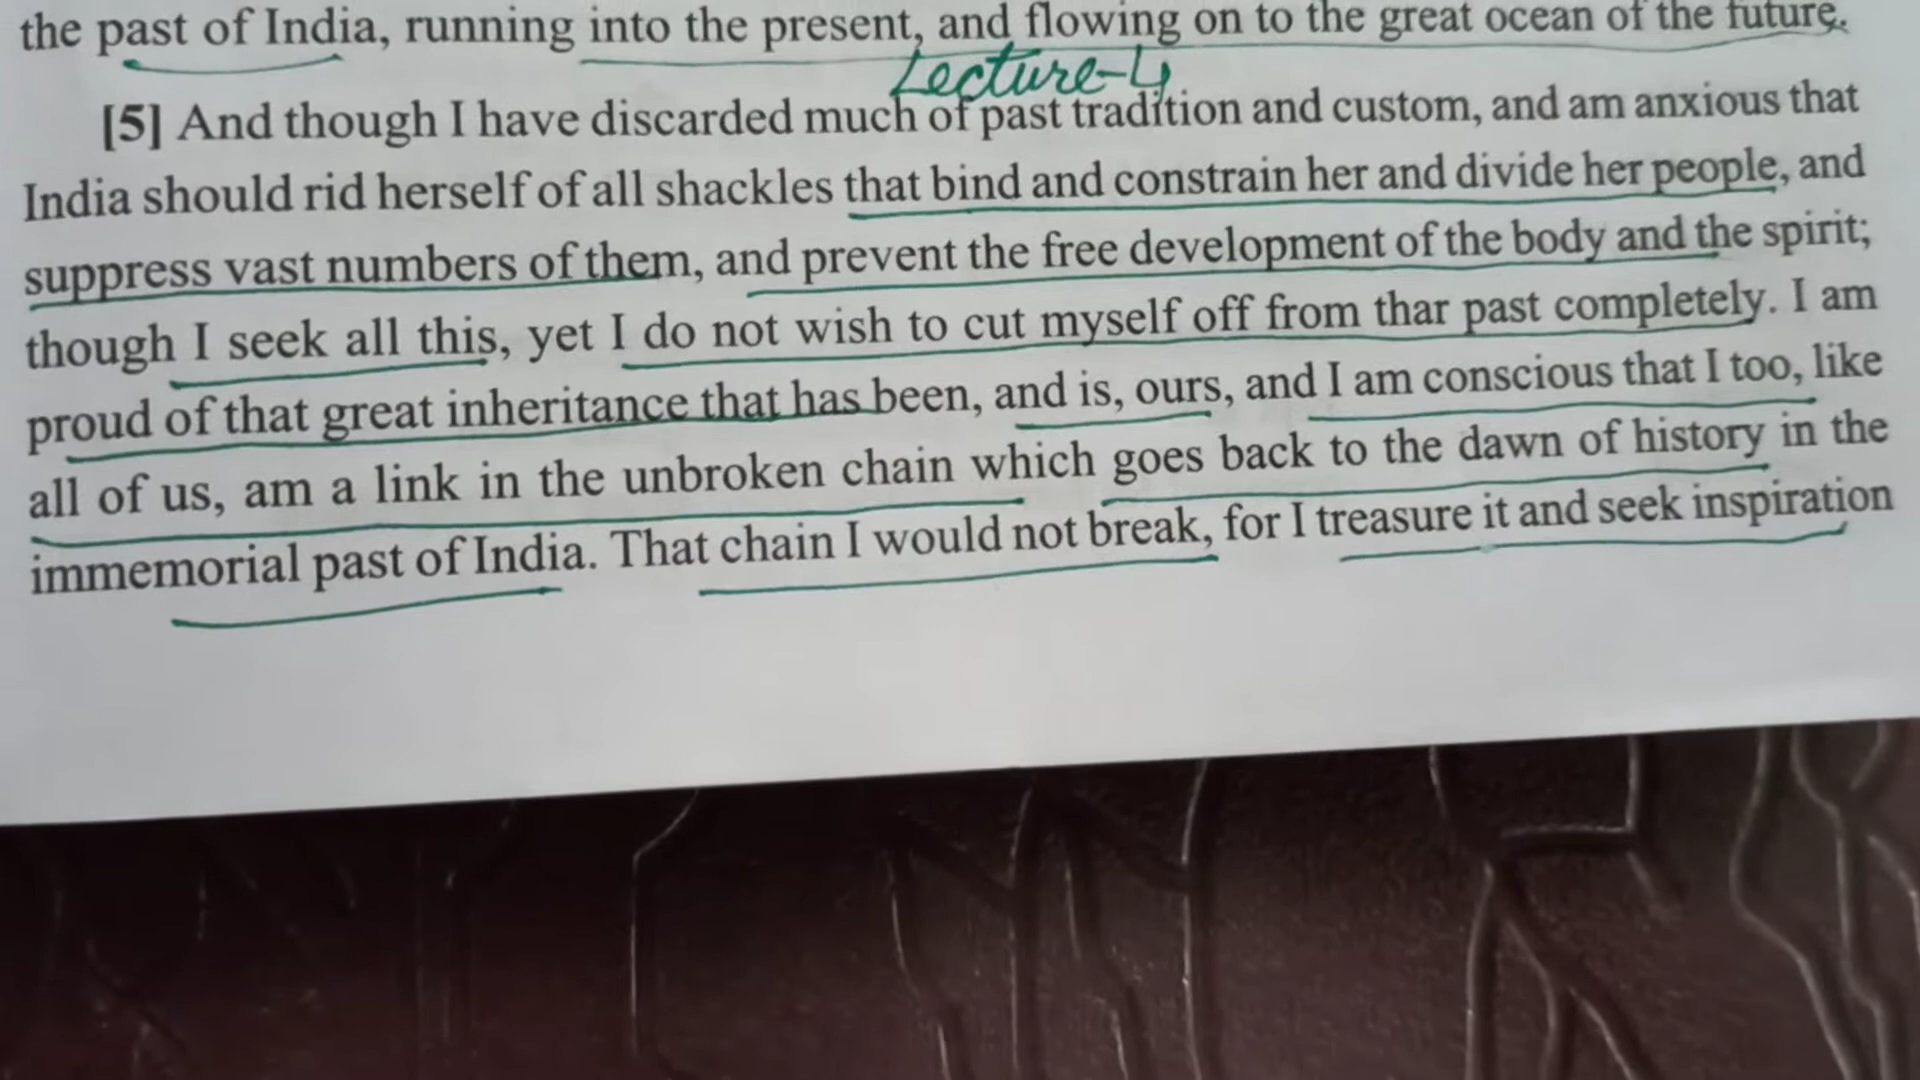 the past of India, running into the present, and flowing on to the great ocean of the future.
Lecture-4
[5] And though I have discarded much of past tradition and custom, and am anxious that
India should rid herself of all shackles that bind and constrain her and divide her people, and
suppress vast numbers of them, and prevent the free development of the body and the spirit;
though I seek all this, yet I do not wish to cut myself off from thar past completely. I am
proud of that great inheritance that has been, and is, ours, and I am conscious that I too, like
all of us, am a link in the unbroken chain which goes back to the dawn of history in the
immemorial past of India. That chain I would not break, for I treasure it and seek inspiration